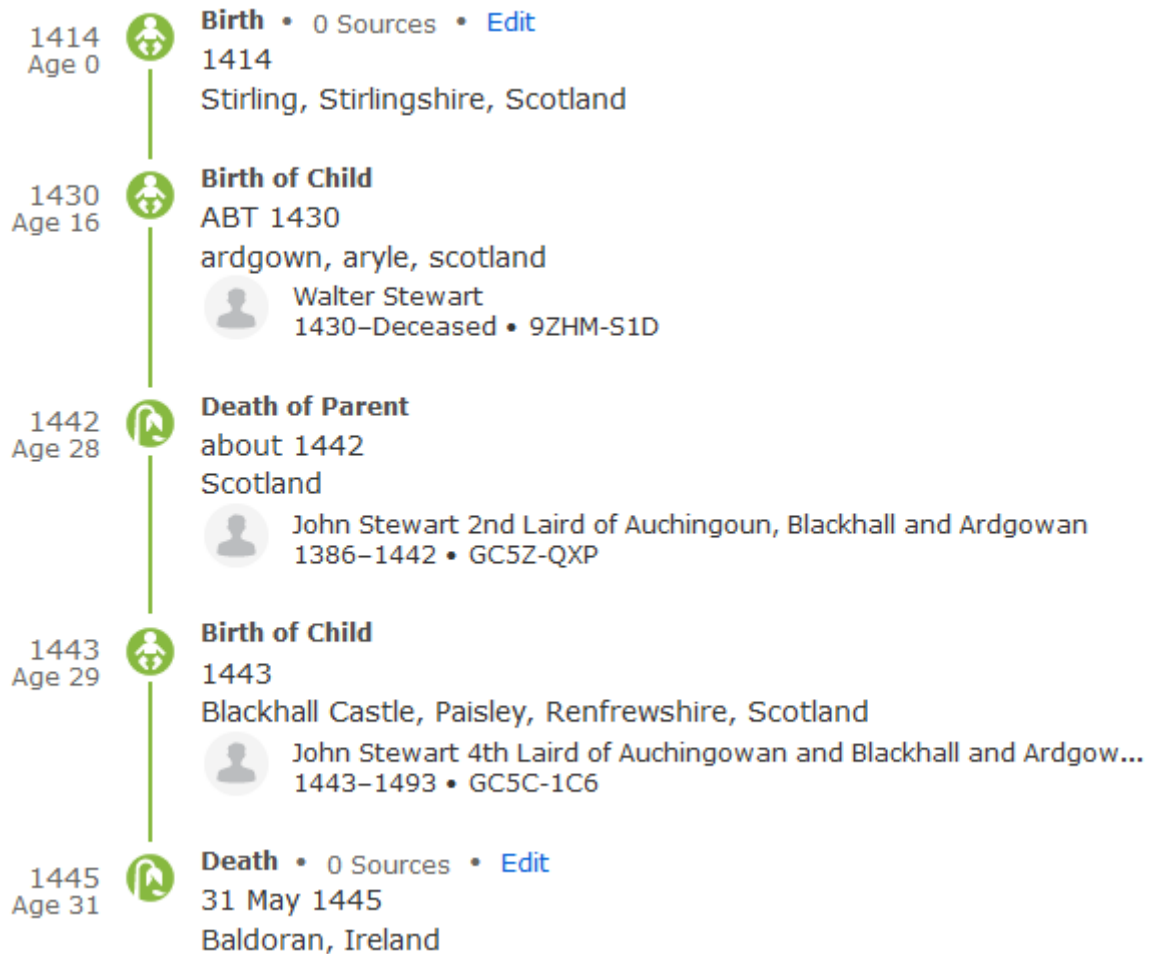 1414
Age 0
Birth • 0 Sources • Edit
1414
Stirling, Stirlingshire, Scotland
1430
Age 16
Birth of Child
ABT 1430
ardgown, aryle, scotland
Walter Stewart
1430–Deceased • 9ZHM-S1D
1442
Age 28
Death of Parent
about 1442
Scotland
John Stewart 2nd Laird of Auchingoun, Blackhall and Ardgowan
1386–1442 • GC5Z-QXP
1443
Age 29
Birth of Child
1443
Blackhall Castle, Paisley, Renfrewshire, Scotland
John Stewart 4th Laird of Auchingowan and Blackhall and Ardgow...
1443–1493 • GC5C-1C6
1445
Age 31
Death • 0 Sources • Edit
31 May 1445
Baldoran, Ireland